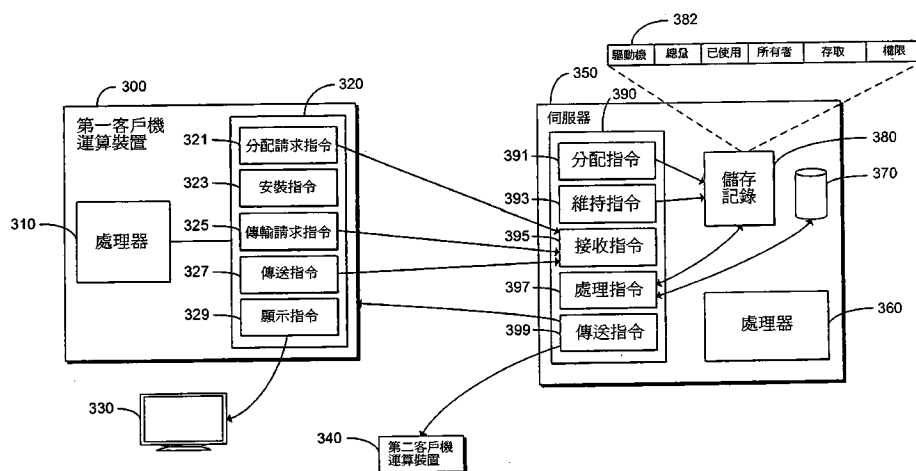 382
驅動機 總量 已使用 所有者 存取 權限
300
320
350
390
第一客戶機
運算裝置
伺服器
321 分配請求指令
323 安裝指令
325 傳輸請求指令
327 傳送指令
329 顯示指令
310 處理器
391 分配指令
393 維持指令
395 接收指令
397 處理指令
399 傳送指令
儲存
記錄
380
370
處理器 360
330
340
第二客戶機
運算裝置